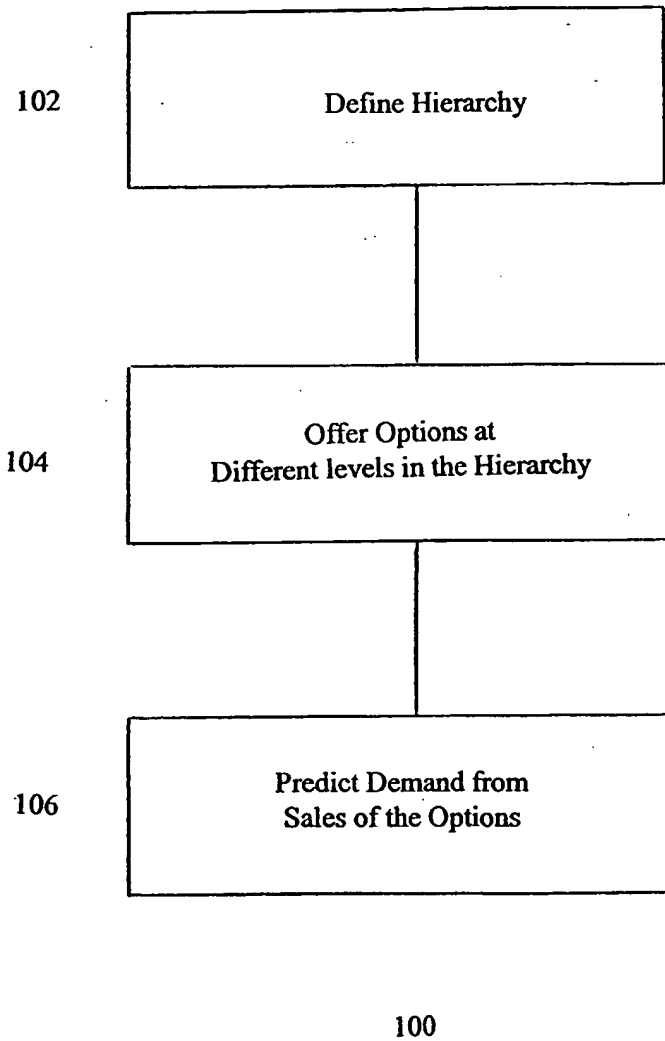 102
Define Hierarchy
104
Offer Options at
Different levels in the Hierarchy
106
Predict Demand from
Sales of the Options
100